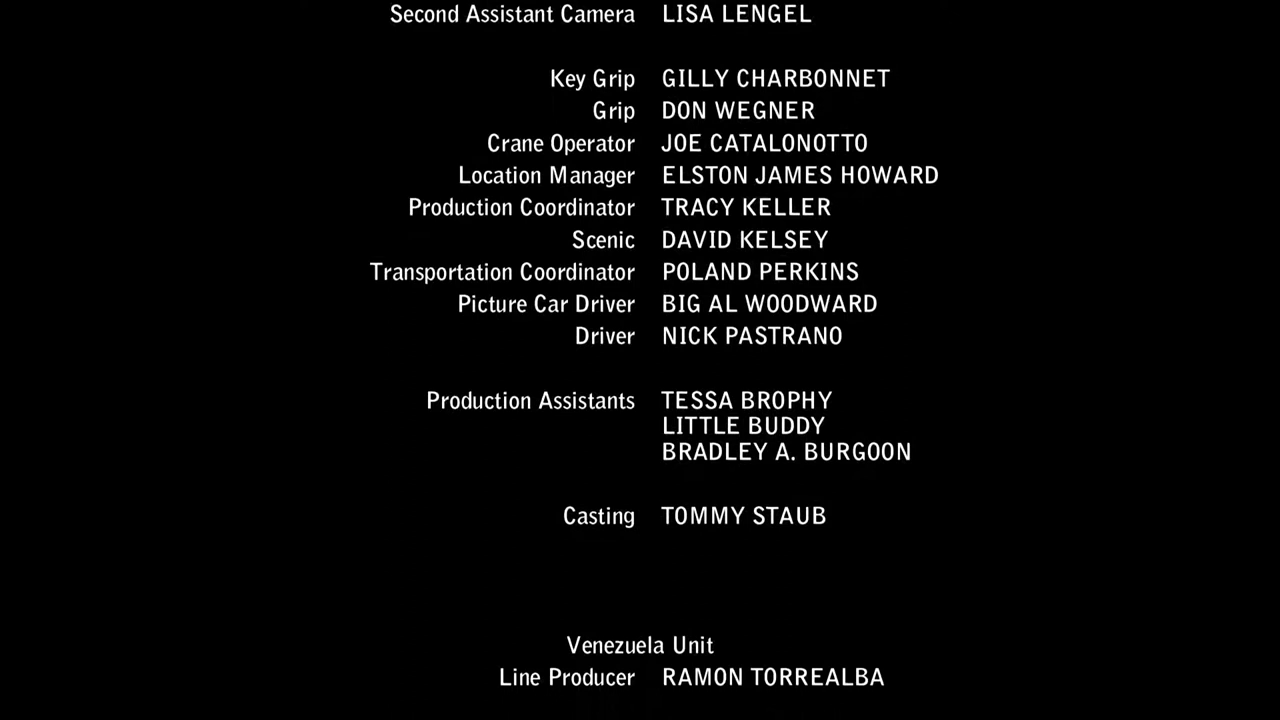 Second Assistant Camera LISA LENGEL
Key Grip GILLY CHARBONNET
Grip DON WEGNER
Crane Operator JOE CATALONOTTO
Location Manager ELSTON JAMES HOWARD
Production Coordinator TRACY KELLER
Scenic DAVID KELSEY
Transportation Coordinator POLAND PERKINS
Picture Car Driver BIG AL WOODWARD
Driver NICK PASTRANO
Production Assistants TESSA BROPHY
LITTLE BUDDY
BRADLEY A. BURGOON
Casting TOMMY STAUB
Venezuela Unit
Line Producer RAMON TORREALBA